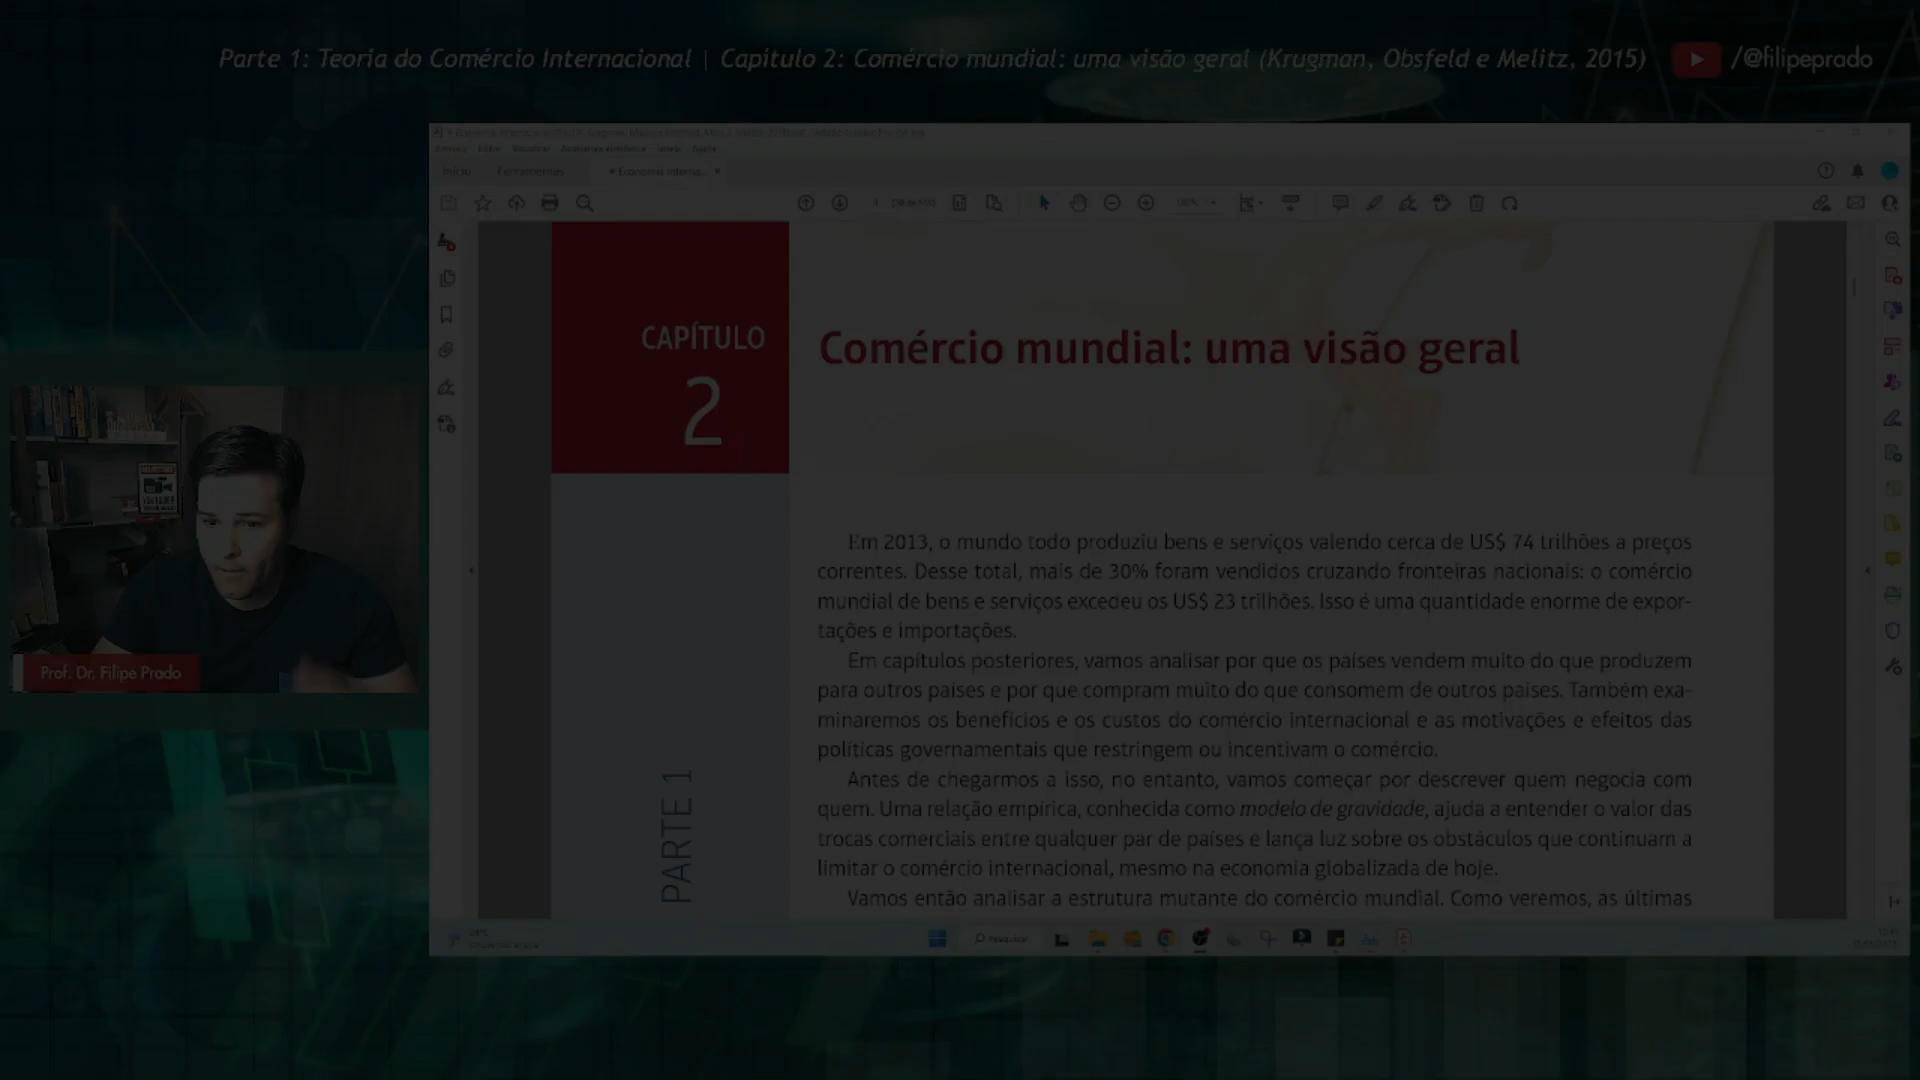 Parte 1: Teoria do Comércio Internacional | Capítulo 2: Comércio mundial: uma visão geral (Krugman, Obsfeld e Melitz, 2015)
/@filipeprado
Início
Ferramentas
CAPÍTULO
2
Comércio mundial: uma visão geral
Em 2013, o mundo todo produziu bens e serviços valendo cerca de US$ 74 trilhões a preços
correntes. Desse total, mais de 30% foram vendidos cruzando fronteiras nacionais: o comércio
mundial de bens e serviços excedeu os US$ 23 trilhões. Isso é uma quantidade enorme de expor-
tações e importações.
Em capítulos posteriores, vamos analisar por que os países vendem muito do que produzem
para outros países e por que compram muito do que consomem de outros países. Também exa-
minaremos os benefícios e os custos do comércio internacional e as motivações e efeitos das
políticas governamentais que restringem ou incentivam o comércio.
Antes de chegarmos a isso, no entanto, vamos começar por descrever quem negocia com
quem. Uma relação empírica, conhecida como modelo de gravidade, ajuda a entender o valor das
trocas comerciais entre qualquer par de países e lança luz sobre os obstáculos que continuam a
limitar o comércio internacional, mesmo na economia globalizada de hoje.
Vamos então analisar a estrutura mutante do comércio mundial. Como veremos, as últimas
PARTE 1
Prof. Dr. Filipe Prado
Pesquisar